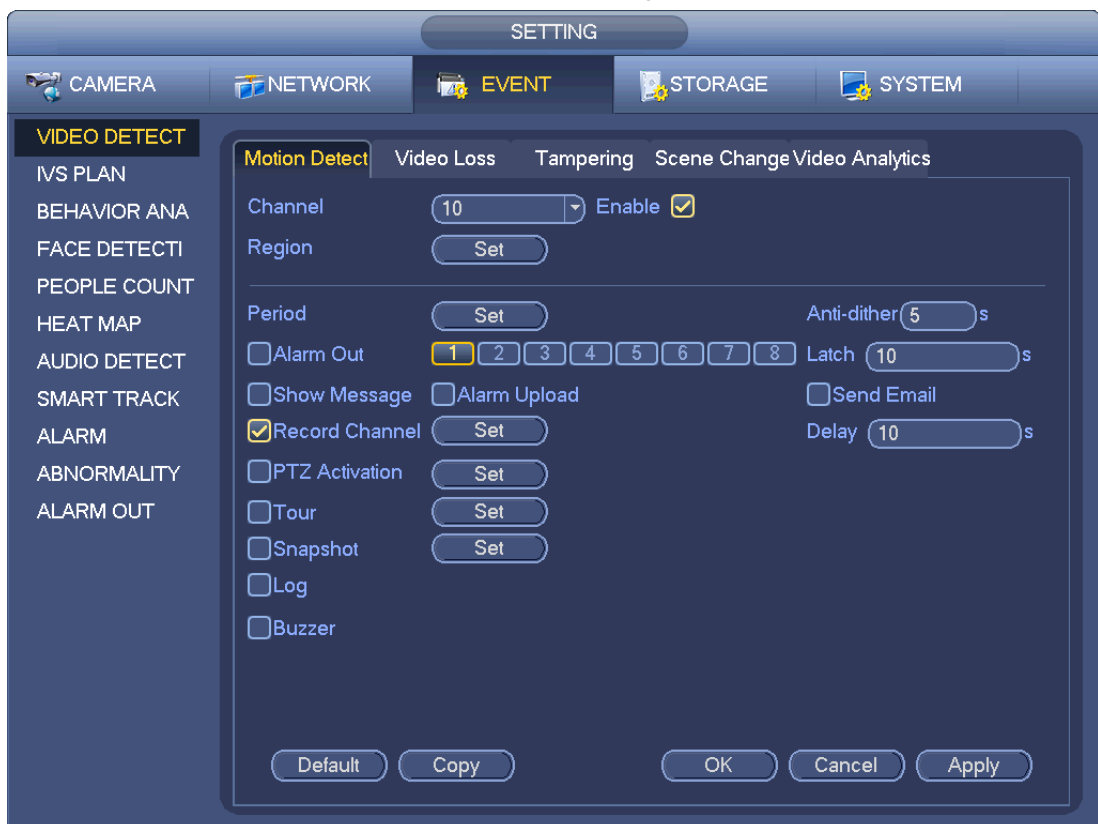 SETTING
CAMERA NETWORK EVENT STORAGE SYSTEM
VIDEO DETECT
IVS PLAN
BEHAVIOR ANA
FACE DETECTI
PEOPLE COUNT
HEAT MAP
AUDIO DETECT
SMART TRACK
ALARM
ABNORMALITY
ALARM OUT
Motion Detect Video Loss Tampering Scene Change Video Analytics
Channel 10 Enable
Region Set
Period Set Anti-dither 5 s
Alarm Out 1 2 3 4 5 6 7 8 Latch 10 s
Show Message Alarm Upload Send Email
Record Channel Set Delay 10 s
PTZ Activation Set
Tour Set
Snapshot Set
Log
Buzzer
Default Copy OK Cancel Apply